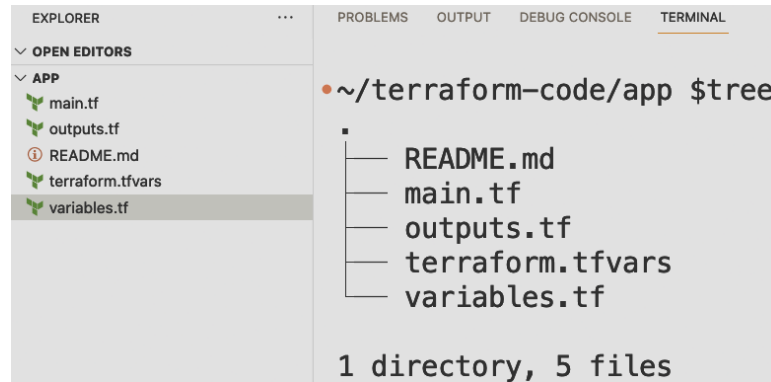 EXPLORER
OPEN EDITORS
APP
main.tf
outputs.tf
README.md
terraform.tfvars
variables.tf
PROBLEMS OUTPUT DEBUG CONSOLE TERMINAL
~/terraform-code/app $tree
.
├── README.md
├── main.tf
├── outputs.tf
├── terraform.tfvars
└── variables.tf
1 directory, 5 files